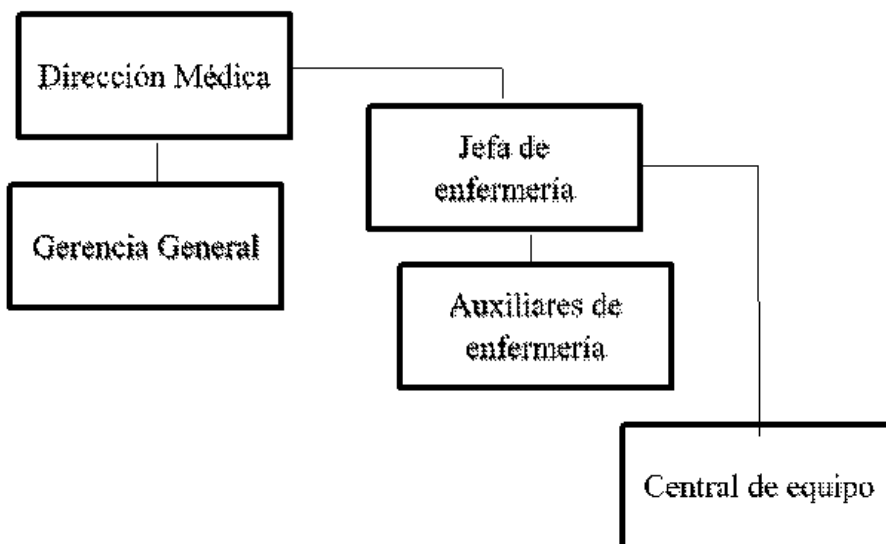 Dirección Médica
Jefa de
enfermería
Gerencia General
Auxiliares de
enfermería
Central de equipo